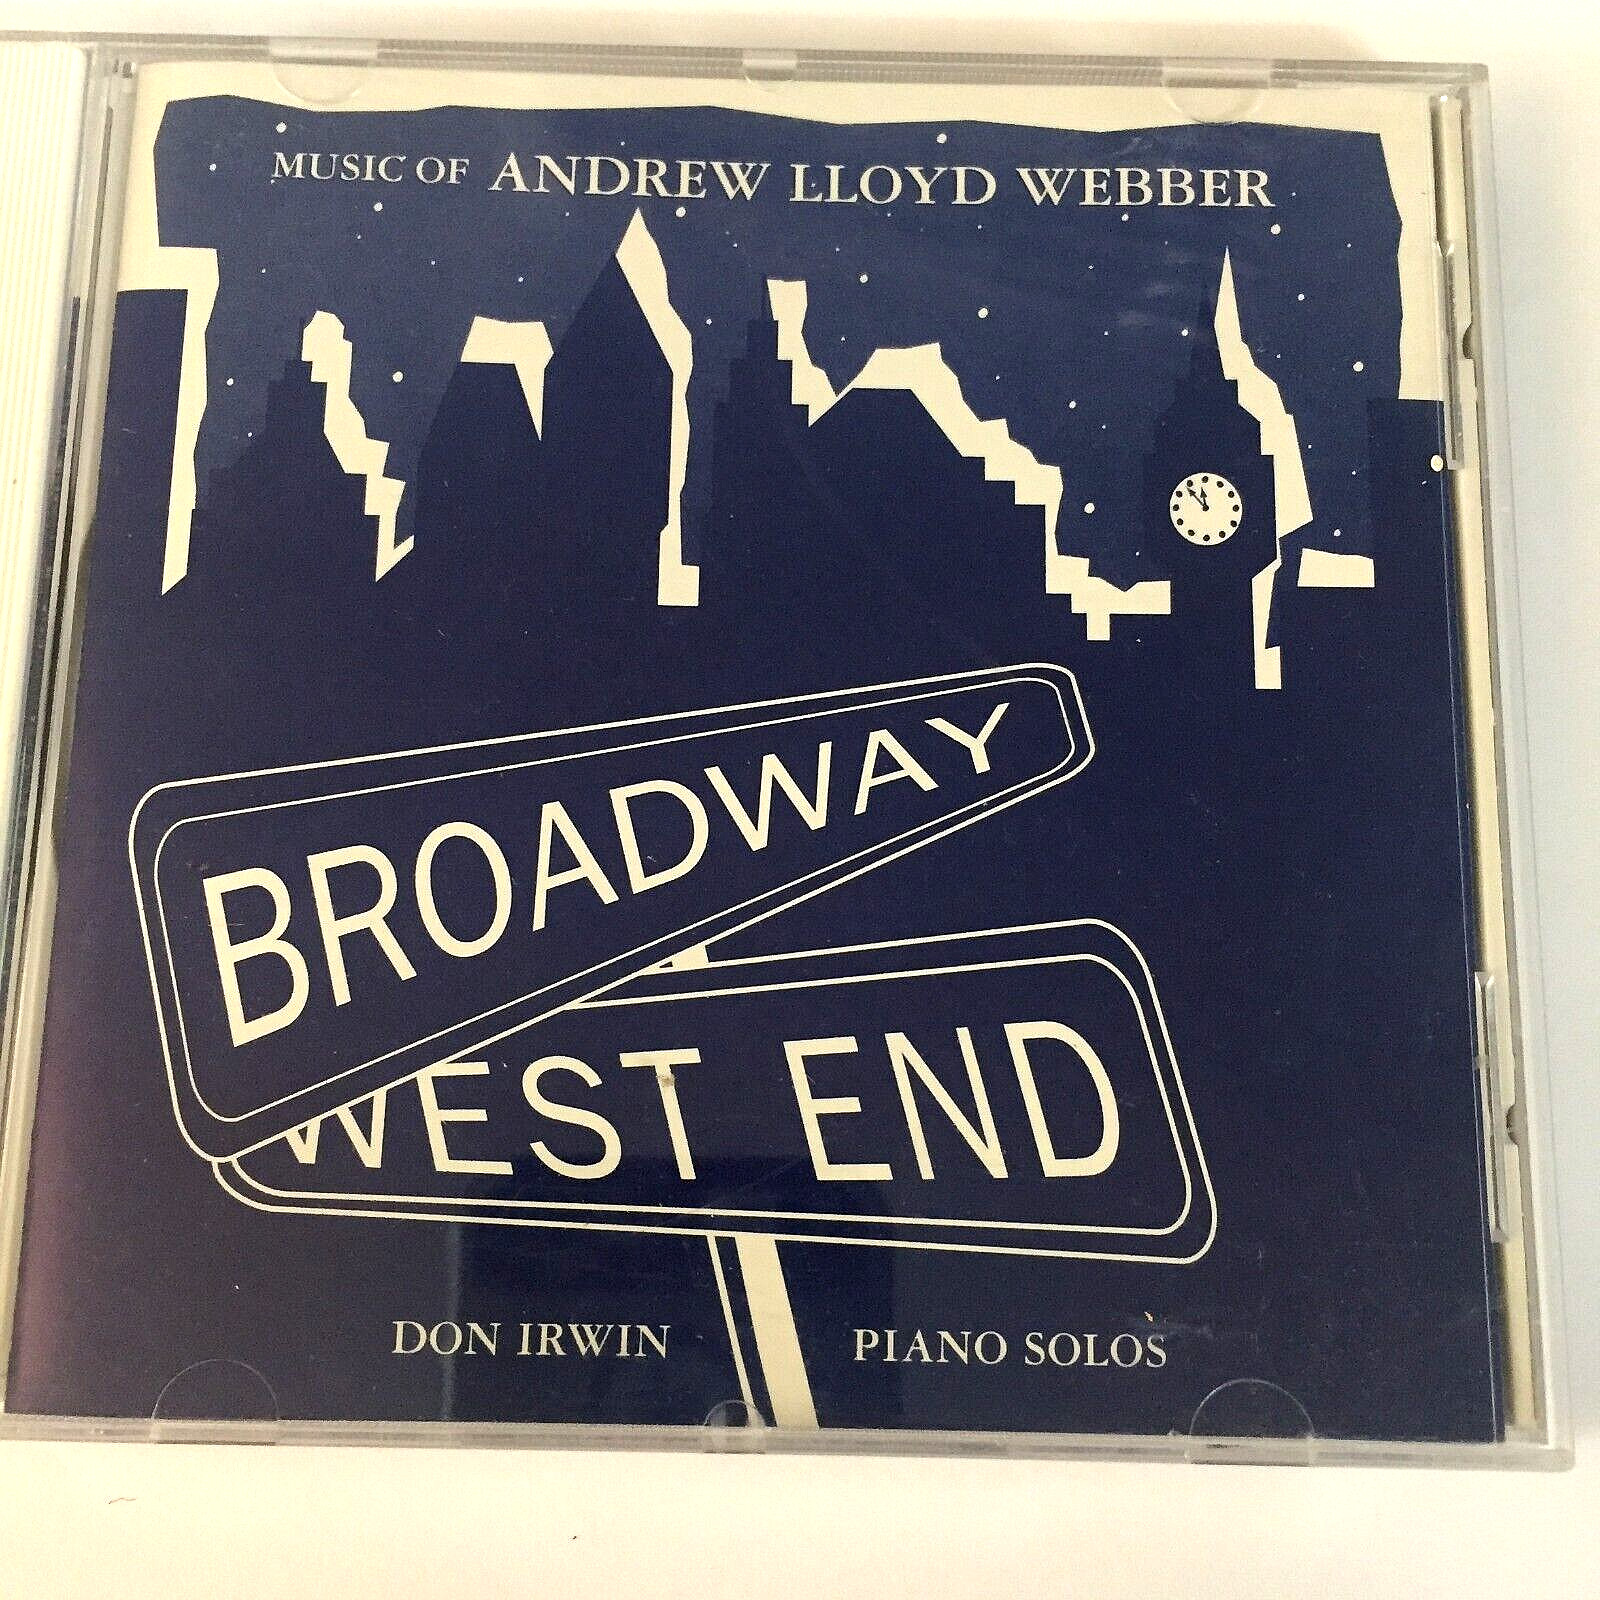 MUSIC OF ANDREW LLOYD WEBBER
BROADWAY
WEST END
DON IRWIN PIANO SOLOS